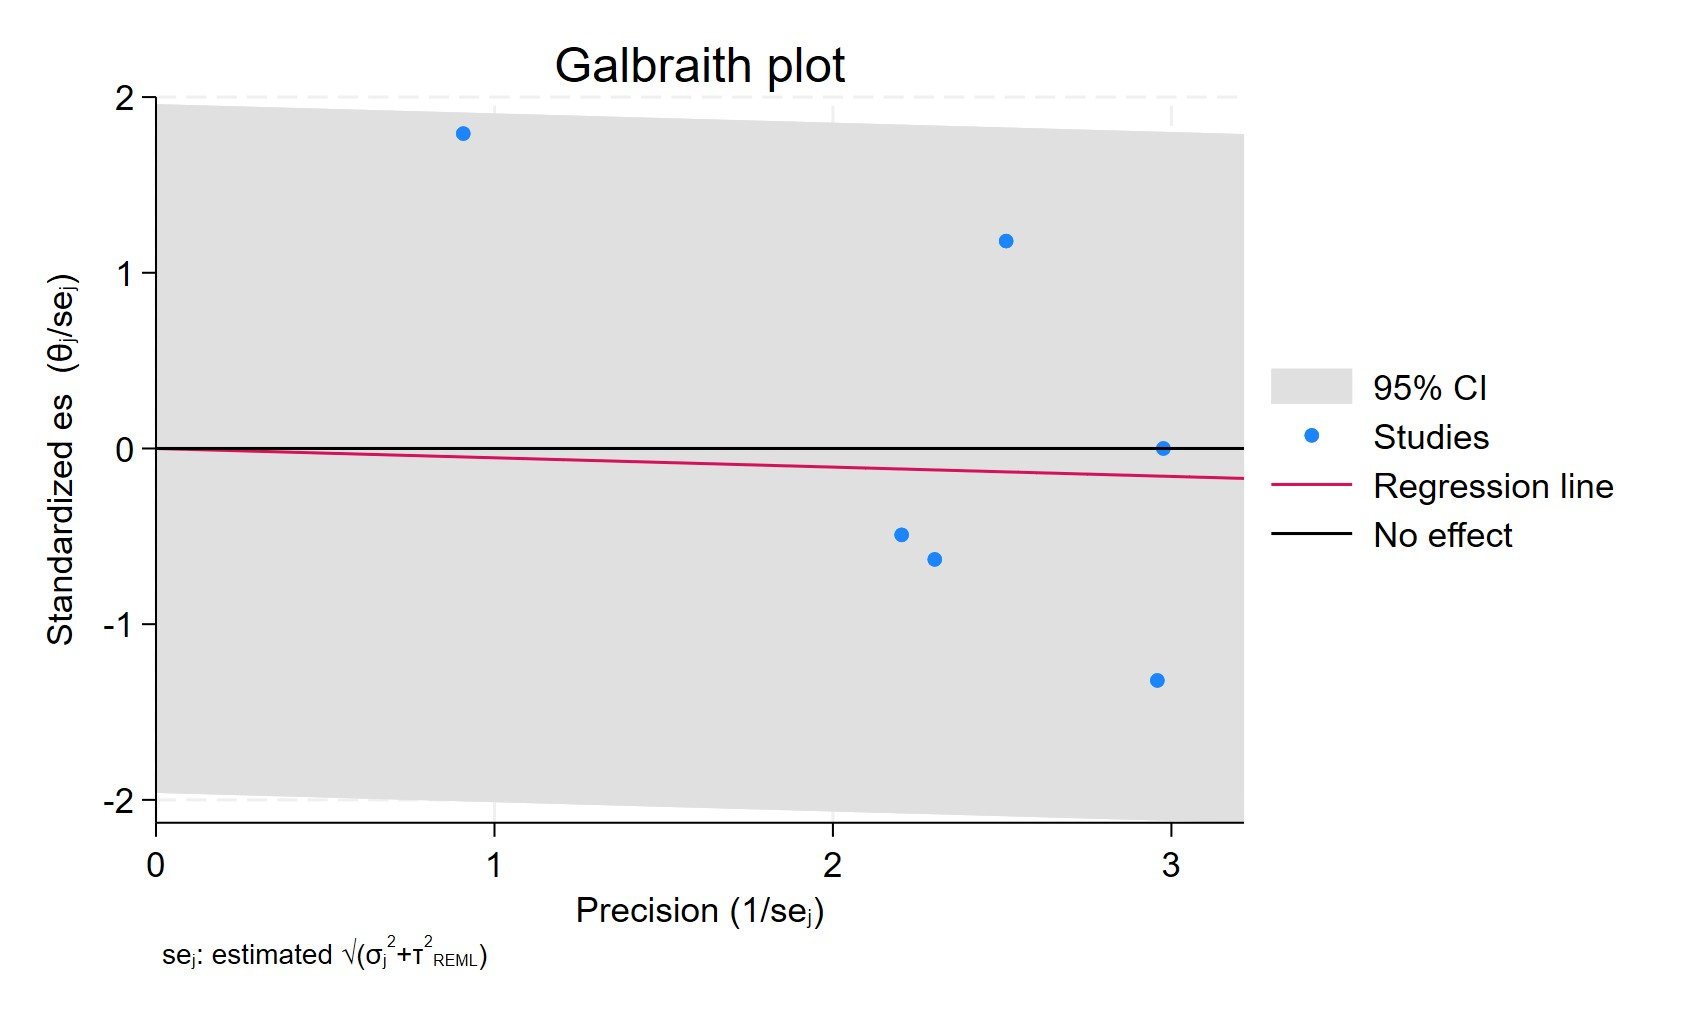 Galbraith plot
2
1
0
-1
-2
Standardized es (θⱼ/seⱼ)
0 1 2 3
Precision (1/seⱼ)
seⱼ: estimated √(σⱼ²+τ²REML)
95% CI
Studies
Regression line
No effect